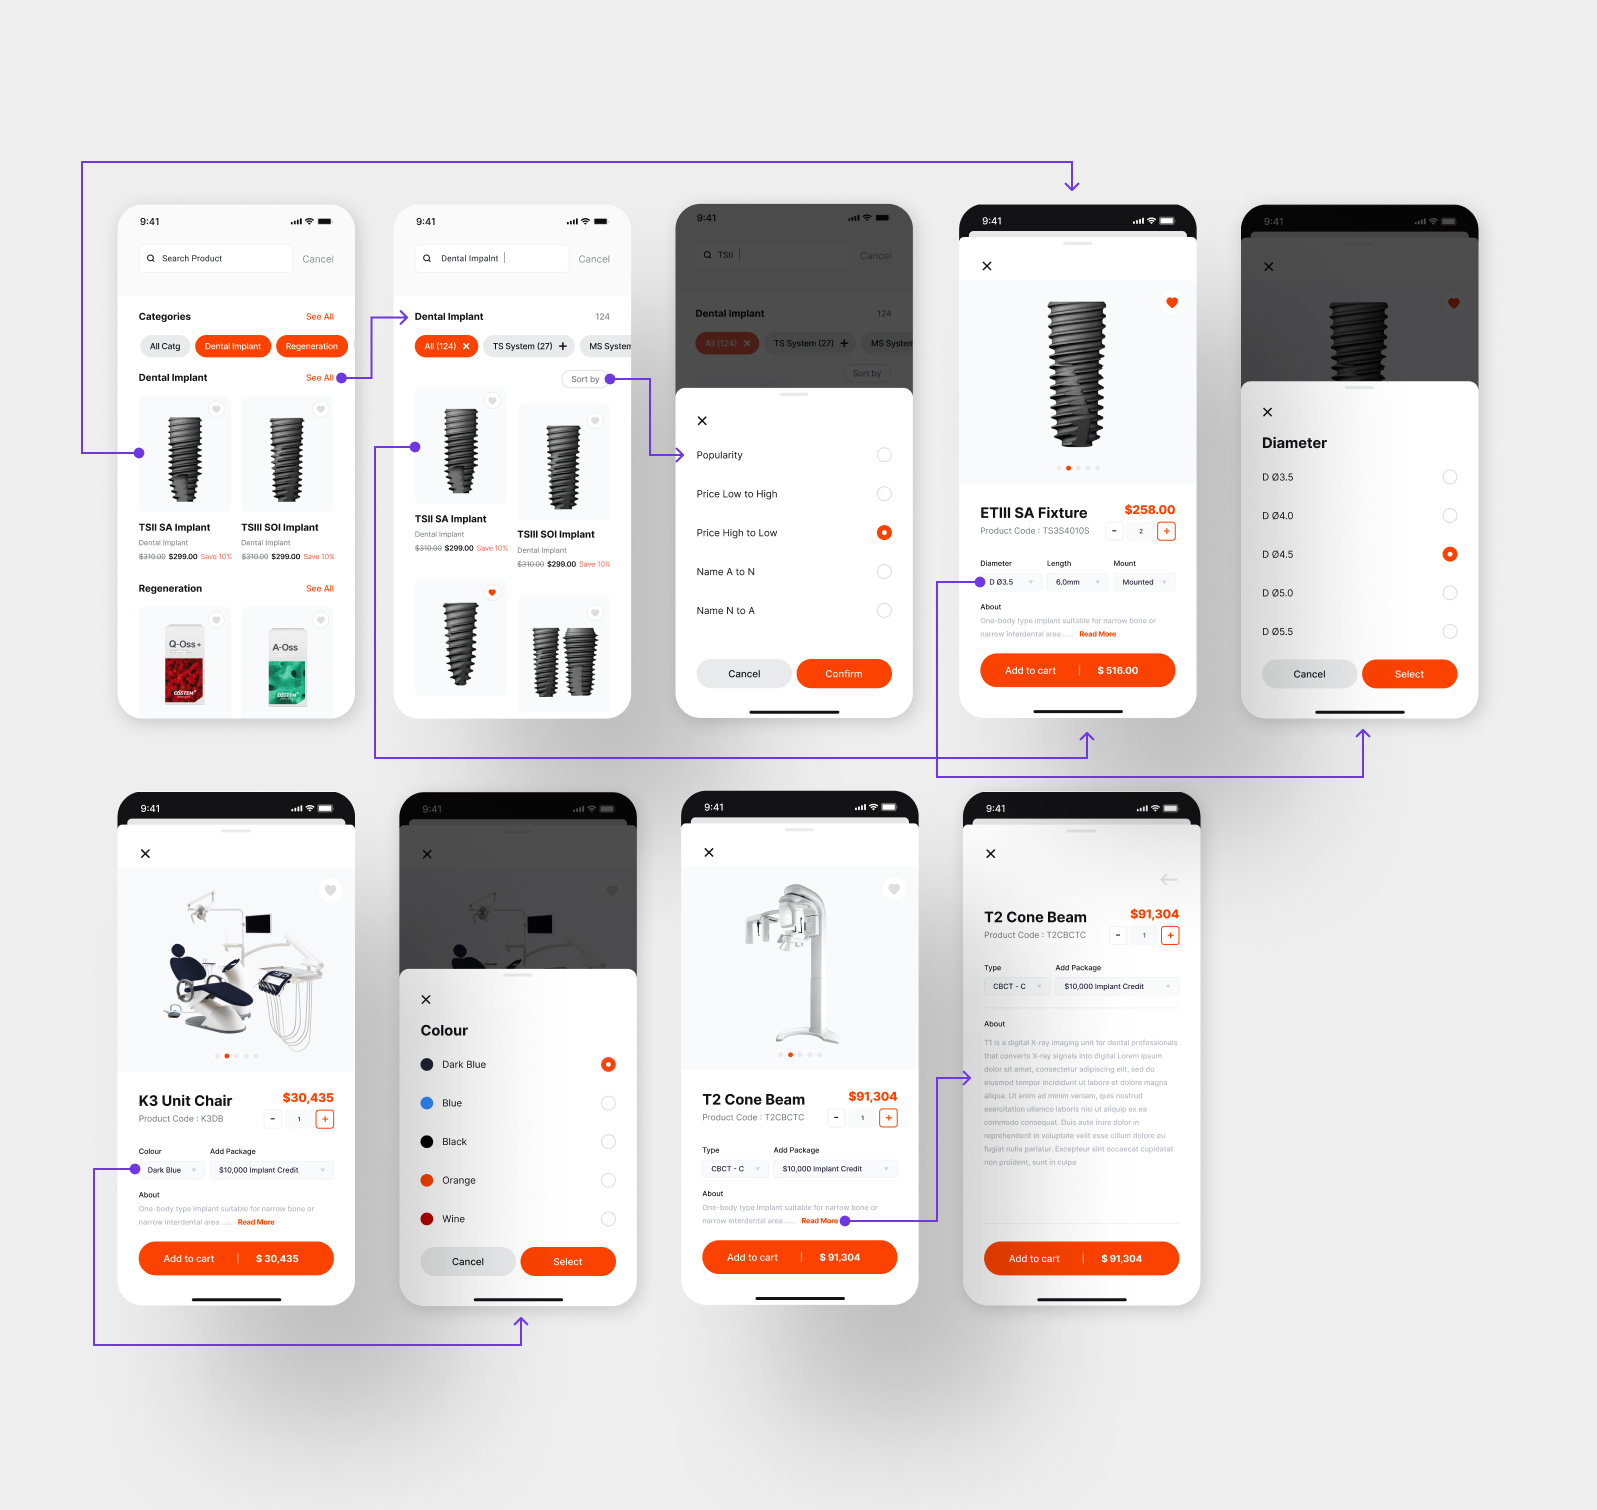 9:41
Search Product
Cancel
Categories
See All
All Catg
Dental Implant
Regeneration
Dental Implant
See All
TSII SA Implant
Dental Implant
$310.00 $299.00 Save 10%
TSIII SOI Implant
Dental Implant
$310.00 $299.00 Save 10%
Regeneration
See All
Q-Oss+
OSSTEM
A-Oss
OSSTEM
9:41
Dental Impalnt
Cancel
Dental Implant
124
All (124)
TS System (27)
MS System
Sort by
TSII SA Implant
Dental Implant
$310.00 $299.00 Save 10%
TSIII SOI Implant
Dental Implant
$310.00 $299.00 Save 10%
9:41
TSII
Cancel
Dental Implant
124
All (124)
TS System (27)
MS System
Sort by
Popularity
Price Low to High
Price High to Low
Name A to N
Name N to A
Cancel
Confirm
9:41
ETIII SA Fixture
$258.00
Product Code : TS3S4010S
- 2 +
Diameter
Length
Mount
D Ø3.5
6.0mm
Mounted
About
One-body type implant suitable for narrow bone or
narrow interdental area ..... Read More
Add to cart | $ 516.00
9:41
Diameter
D Ø3.5
D Ø4.0
D Ø4.5
D Ø5.0
D Ø5.5
Cancel
Select
9:41
K3 Unit Chair
$30,435
Product Code : K3DB
- 1 +
Colour
Add Package
Dark Blue
$10,000 Implant Credit
About
One-body type implant suitable for narrow bone or
narrow interdental area ..... Read More
Add to cart | $ 30,435
9:41
Colour
Dark Blue
Blue
Black
Orange
Wine
Cancel
Select
9:41
T2 Cone Beam
$91,304
Product Code : T2CBCTC
- 1 +
Type
Add Package
CBCT - C
$10,000 Implant Credit
About
One-body type implant suitable for narrow bone or
narrow interdental area ..... Read More
Add to cart | $ 91,304
9:41
T2 Cone Beam
$91,304
Product Code : T2CBCTC
- 1 +
Type
Add Package
CBCT - C
$10,000 Implant Credit
About
T1 is a digital X-ray imaging unit for dental professionals
that converts X-ray signals into digital Lorem ipsum
dolor sit amet, consectetur adipiscing elit, sed do
eiusmod tempor incididunt ut labore et dolore magna
aliqua. Ut enim ad minim veniam, quis nostrud
exercitation ullamco laboris nisi ut aliquip ex ea
commodo consequat. Duis aute irure dolor in
reprehenderit in voluptate velit esse cillum dolore eu
fugiat nulla pariatur. Excepteur sint occaecat cupidatat
non proident, sunt in culpa
Add to cart | $ 91,304